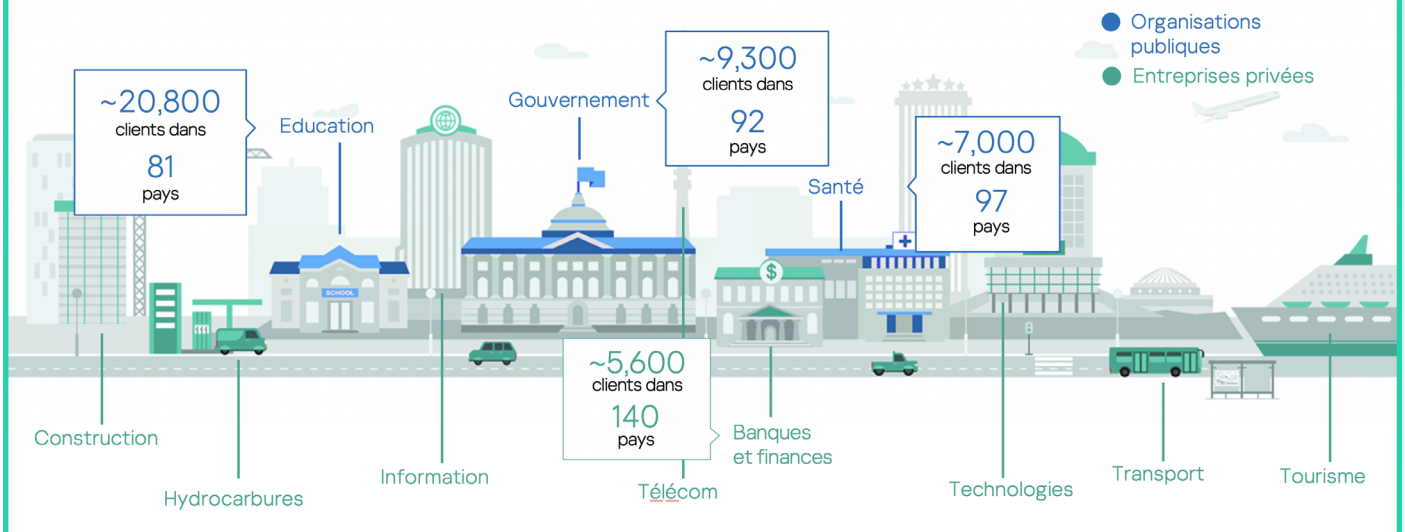 Organisations
publiques
Entreprises privées
~20,800
clients dans
81
pays
Education
Gouvernement
~9,300
clients dans
92
pays
Santé
~7,000
clients dans
97
pays
SCHOOL
$
~5,600
clients dans
140
pays
Banques
et finances
Construction
Hydrocarbures
Information
Télécom
Technologies
Transport
Tourisme